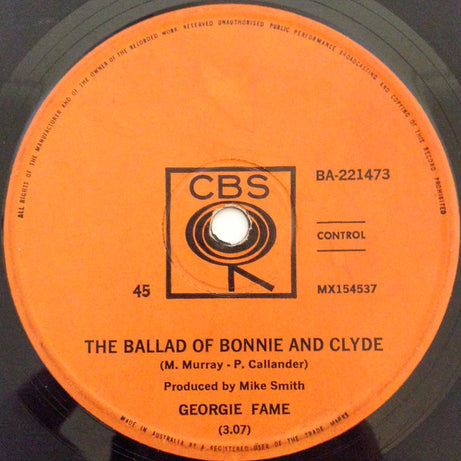 ALL RIGHTS OF THE MANUFACTURER AND OF THE OWNER OF THE RECORDED WORK RESERVED UNAUTHORISED PUBLIC PERFORMANCE BROADCASTING AND COPYING OF THIS RECORD PROHIBITED
CBS
BA-221473
CONTROL
45
MX154537
THE BALLAD OF BONNIE AND CLYDE
(M. Murray - P. Callander)
Produced by Mike Smith
GEORGIE FAME
(3.07)
MADE IN AUSTRALIA BY A REGISTERED USER OF THE TRADE MARKS